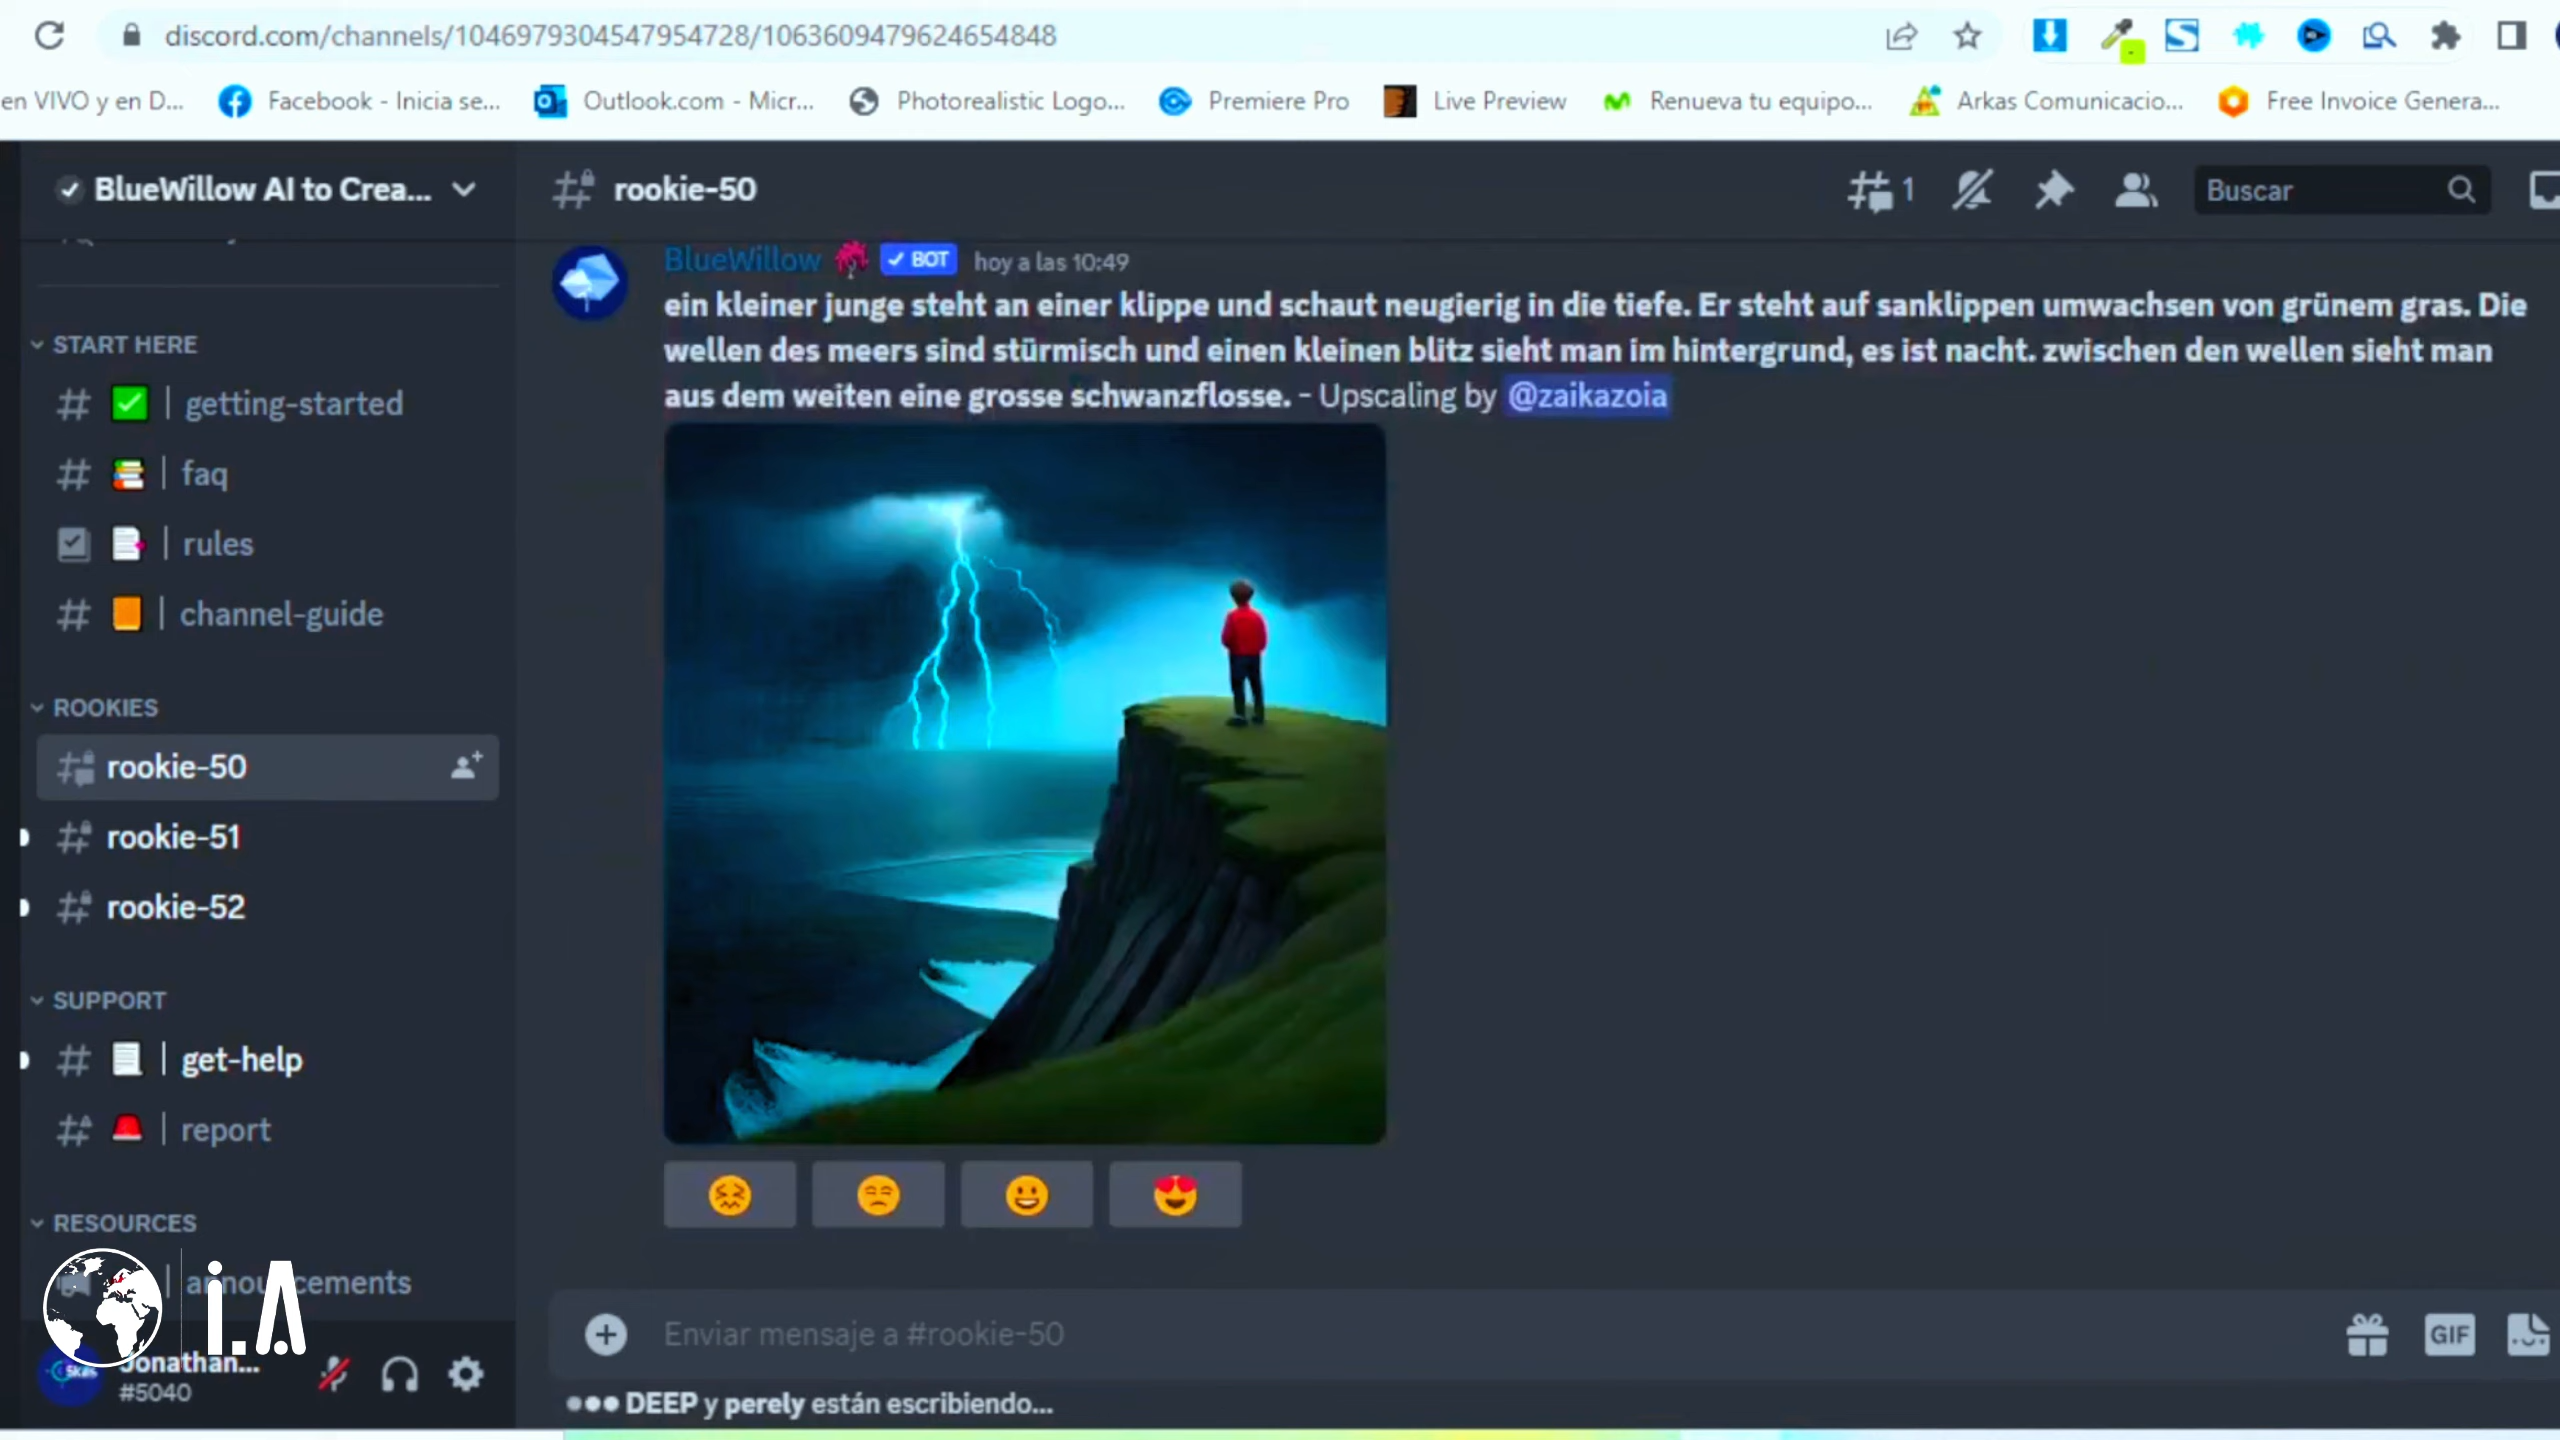 discord.com/channels/1046979304547954728/1063609479624654848
en VIVO y en D... Facebook - Inicia se... Outlook.com - Micr... Photorealistic Logo... Premiere Pro Live Preview Renueva tu equipo... Arkas Comunicacio... Free Invoice Genera...
BlueWillow AI to Crea...
START HERE
getting-started
faq
rules
channel-guide
ROOKIES
rookie-50
rookie-51
rookie-52
SUPPORT
get-help
report
RESOURCES
announcements
i.A
Jonathan...
#5040
rookie-50
1
Buscar
BlueWillow BOT hoy a las 10:49
ein kleiner junge steht an einer klippe und schaut neugierig in die tiefe. Er steht auf sanklippen umwachsen von grünem gras. Die
wellen des meers sind stürmisch und einen kleinen blitz sieht man im hintergrund, es ist nacht. zwischen den wellen sieht man
aus dem weiten eine grosse schwanzflosse. - Upscaling by @zaikazoia
Enviar mensaje a #rookie-50
GIF
DEEP y perely están escribiendo...